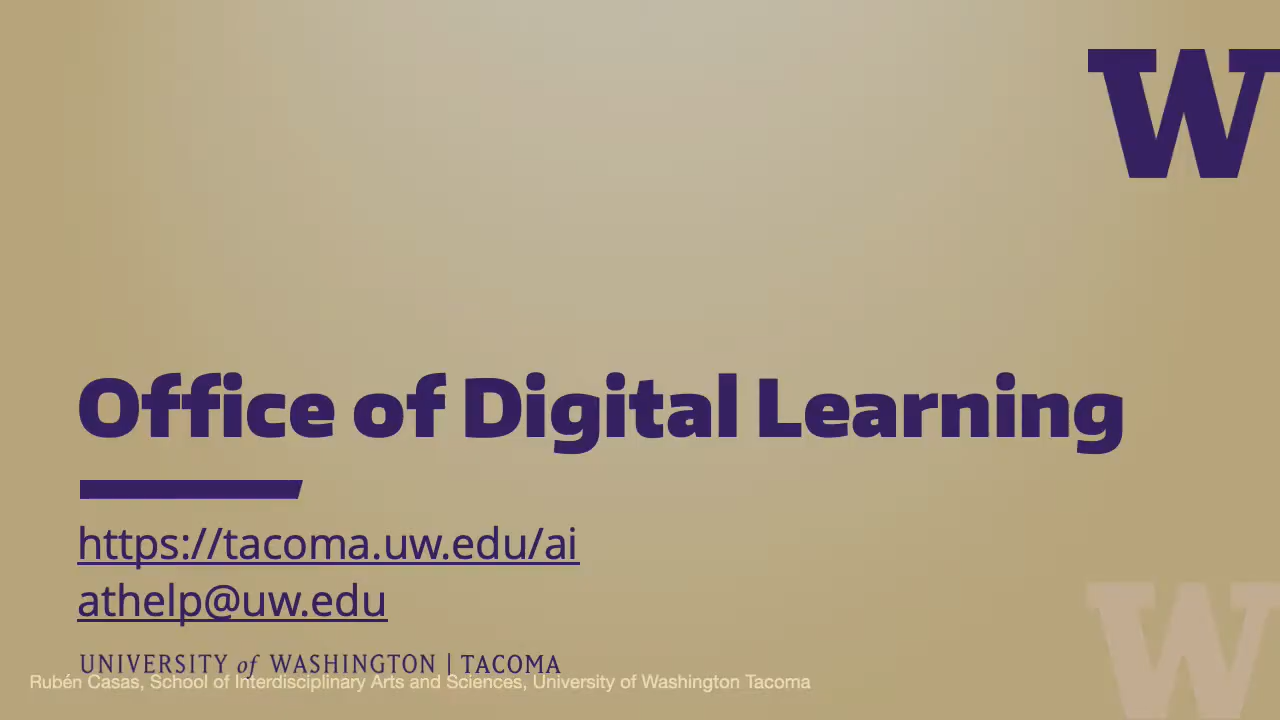 W
Office of Digital Learning
https://tacoma.uw.edu/ai
athelp@uw.edu
UNIVERSITY of WASHINGTON | TACOMA
Rubén Casas, School of Interdisciplinary Arts and Sciences, University of Washington Tacoma
W